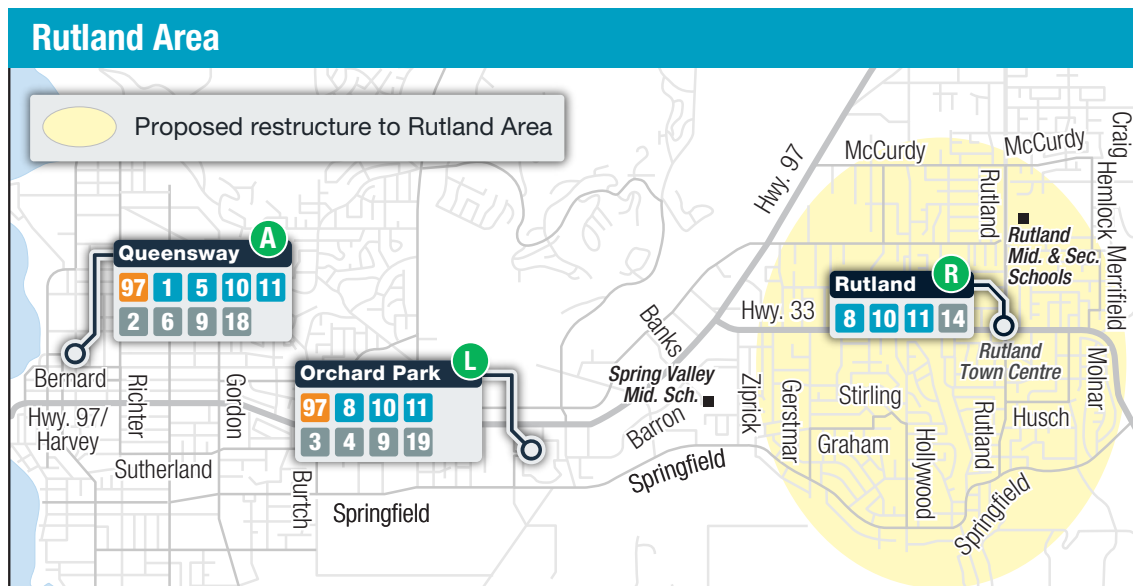 Rutland Area
Proposed restructure to Rutland Area
Queensway A
97 1 5 10 11
2 6 9 18
Orchard Park L
97 8 10 11
3 4 9 19
Rutland R
8 10 11 14
McCurdy
McCurdy
Craig
Hemlock
Merrifield
Rutland
Rutland
Mid. & Sec.
Schools
Hwy. 97
Hwy. 33
Banks
Spring Valley
Mid. Sch.
Barron
Ziprick
Gerstmar
Stirling
Graham
Hollywood
Rutland
Husch
Molnar
Rutland
Town Centre
Springfield
Springfield
Springfield
Bernard
Hwy. 97/
Harvey
Richter
Gordon
Sutherland
Burtch